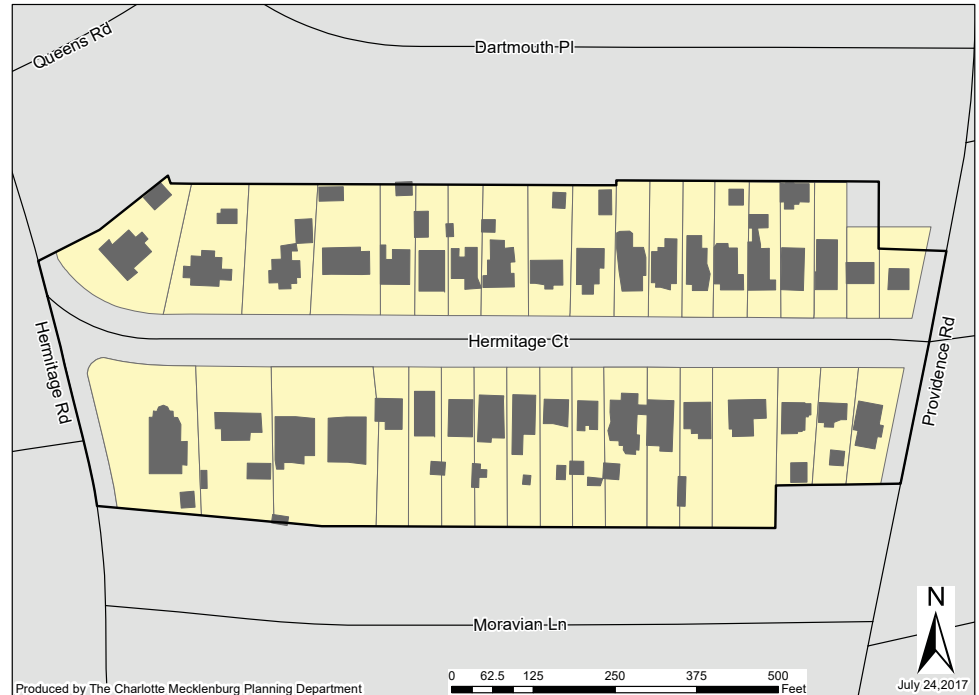 Queens Rd
Dartmouth Pl
Hermitage Rd
Hermitage Ct
Providence Rd
Moravian Ln
N
0 62.5 125 250 375 500
Feet
Produced by The Charlotte Mecklenburg Planning Department
July 24,2017